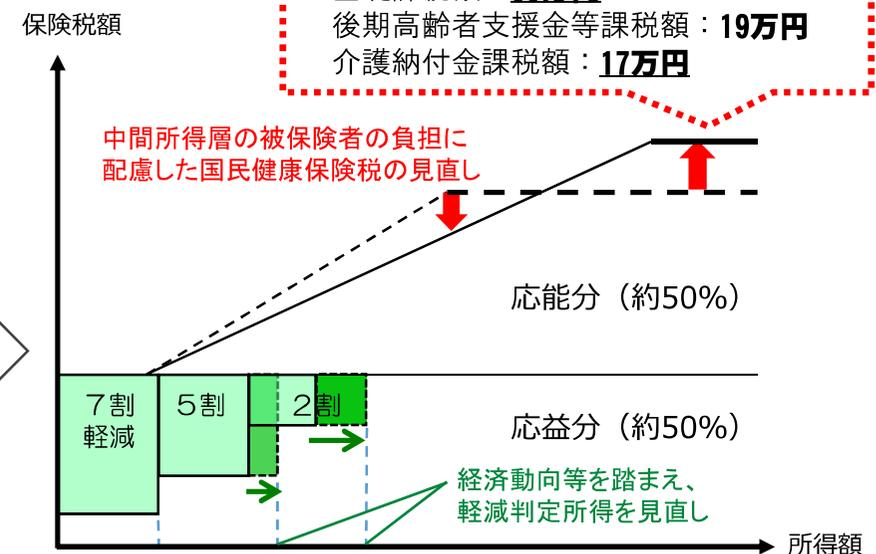 保険税額
後期高齢者支援金等課税額：19万円
介護納付金課税額：17万円
中間所得層の被保険者の負担に
配慮した国民健康保険税の見直し
応能分（約50%）
７割
軽減
５割
２割
応益分（約50%）
経済動向等を踏まえ、
軽減判定所得を見直し
所得額